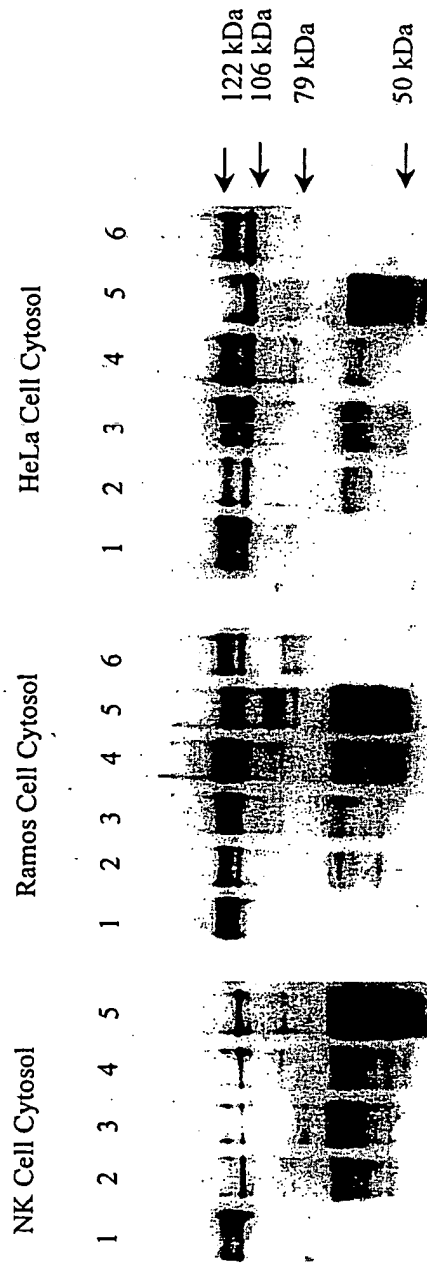 NK Cell Cytosol
1 2 3 4 5
Ramos Cell Cytosol
1 2 3 4 5 6
HeLa Cell Cytosol
1 2 3 4 5 6
122 kDa
106 kDa
79 kDa
50 kDa